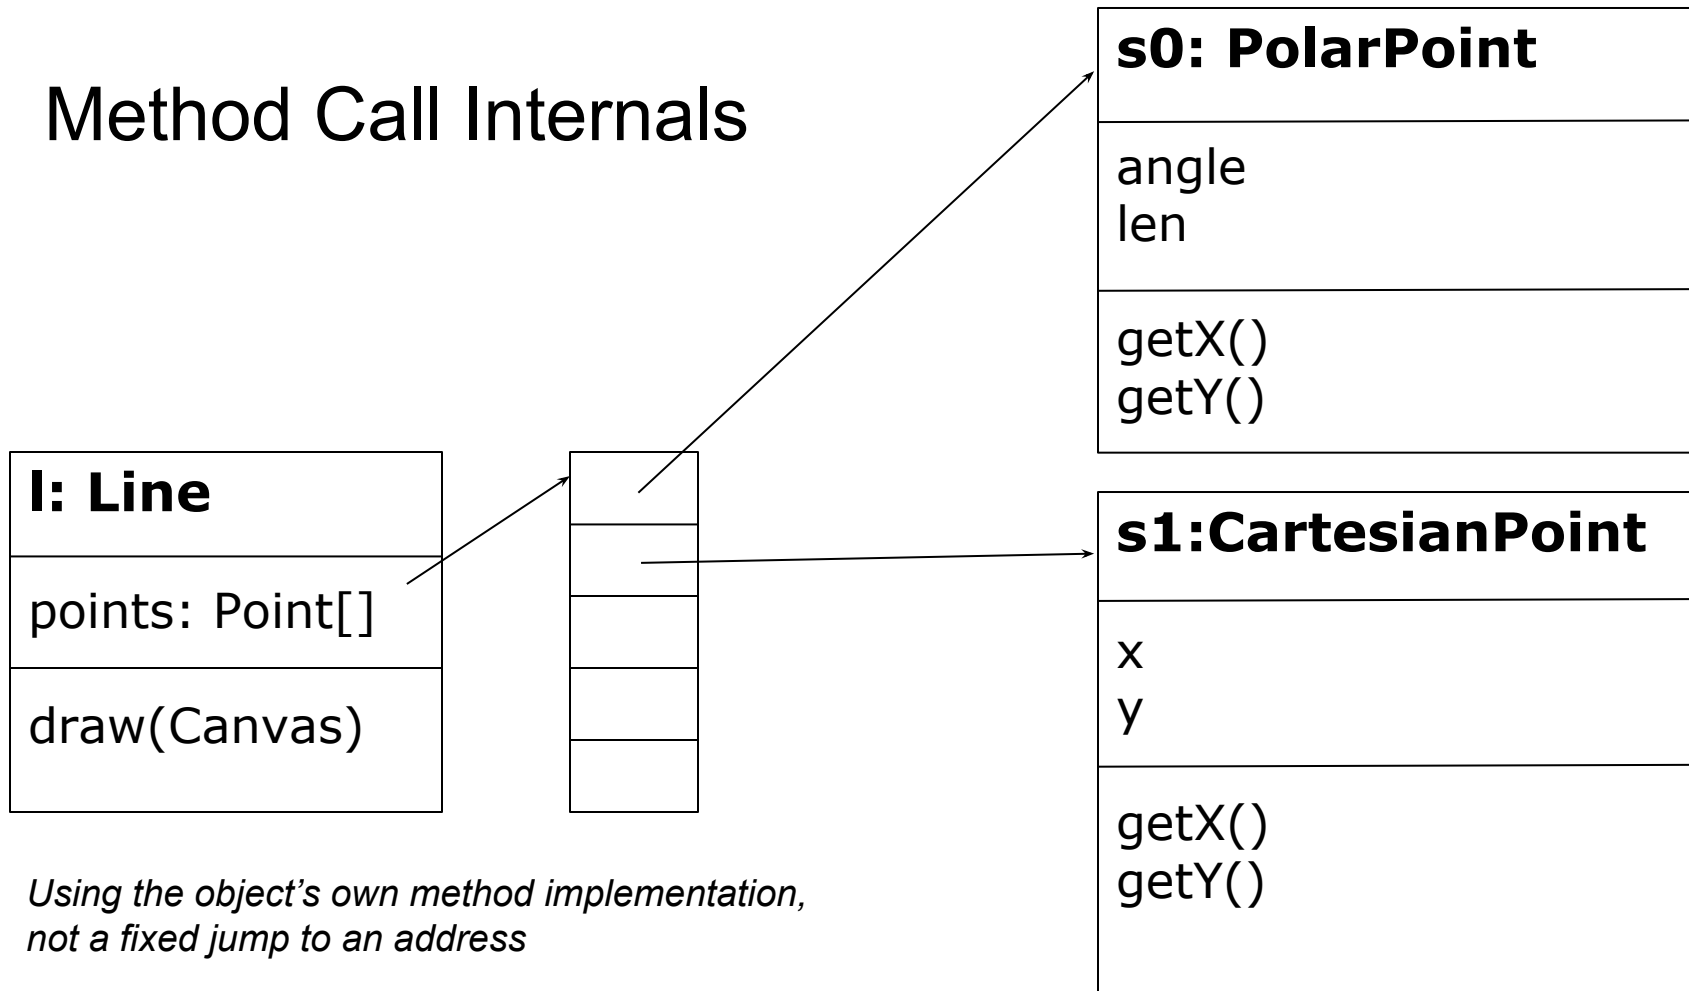 Method Call Internals
s0: PolarPoint
angle
len
getX()
getY()
l: Line
points: Point[]
draw(Canvas)
s1:CartesianPoint
x
y
getX()
getY()
Using the object’s own method implementation,
not a fixed jump to an address